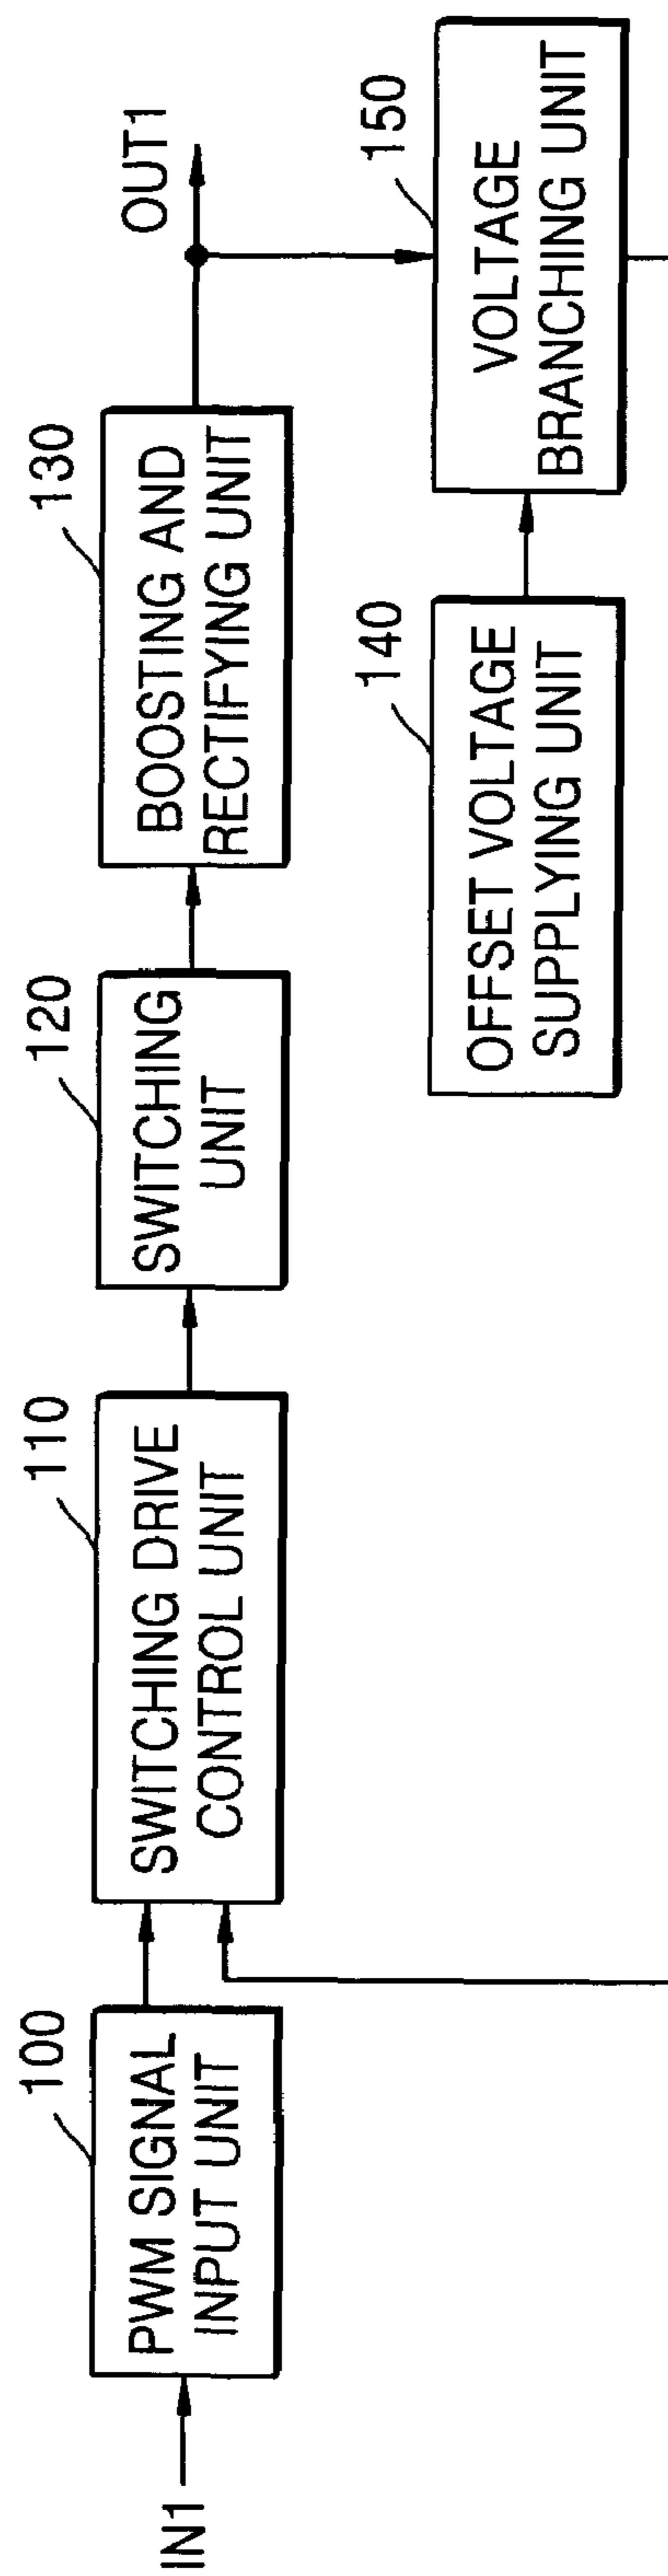 IN1
100
PWM SIGNAL
INPUT UNIT
110
SWITCHING DRIVE
CONTROL UNIT
120
SWITCHING
UNIT
130
BOOSTING AND
RECTIFYING UNIT
OUT1
140
OFFSET VOLTAGE
SUPPLYING UNIT
150
VOLTAGE
BRANCHING UNIT